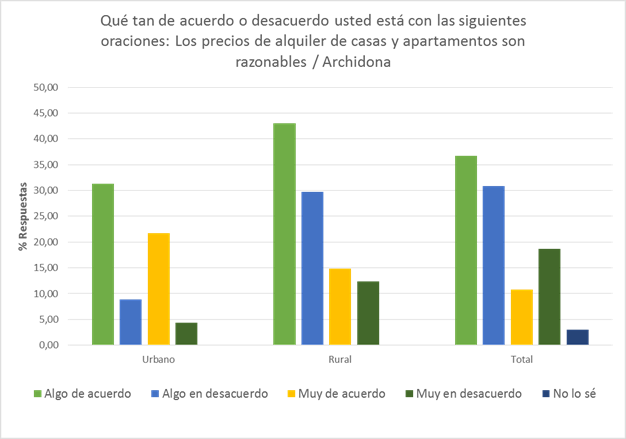 Qué tan de acuerdo o desacuerdo usted está con las siguientes
oraciones: Los precios de alquiler de casas y apartamentos son
razonables / Archidona
50,00
45,00
40,00
35,00
30,00
25,00
20,00
15,00
10,00
5,00
0,00
% Respuestas
Urbano Rural Total
Algo de acuerdo Algo en desacuerdo Muy de acuerdo Muy en desacuerdo No lo sé